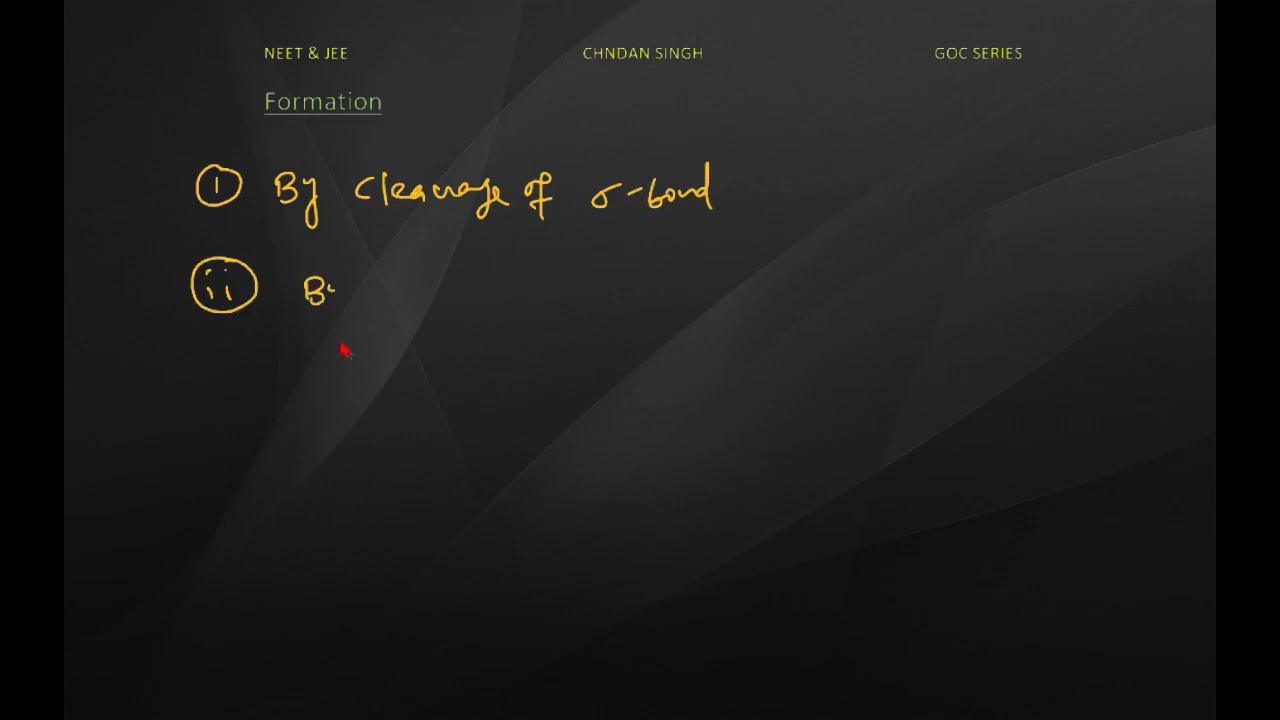 NEET & JEE CHNDAN SINGH GOC SERIES
Formation
① By Cleavage of σ-bond
ii B